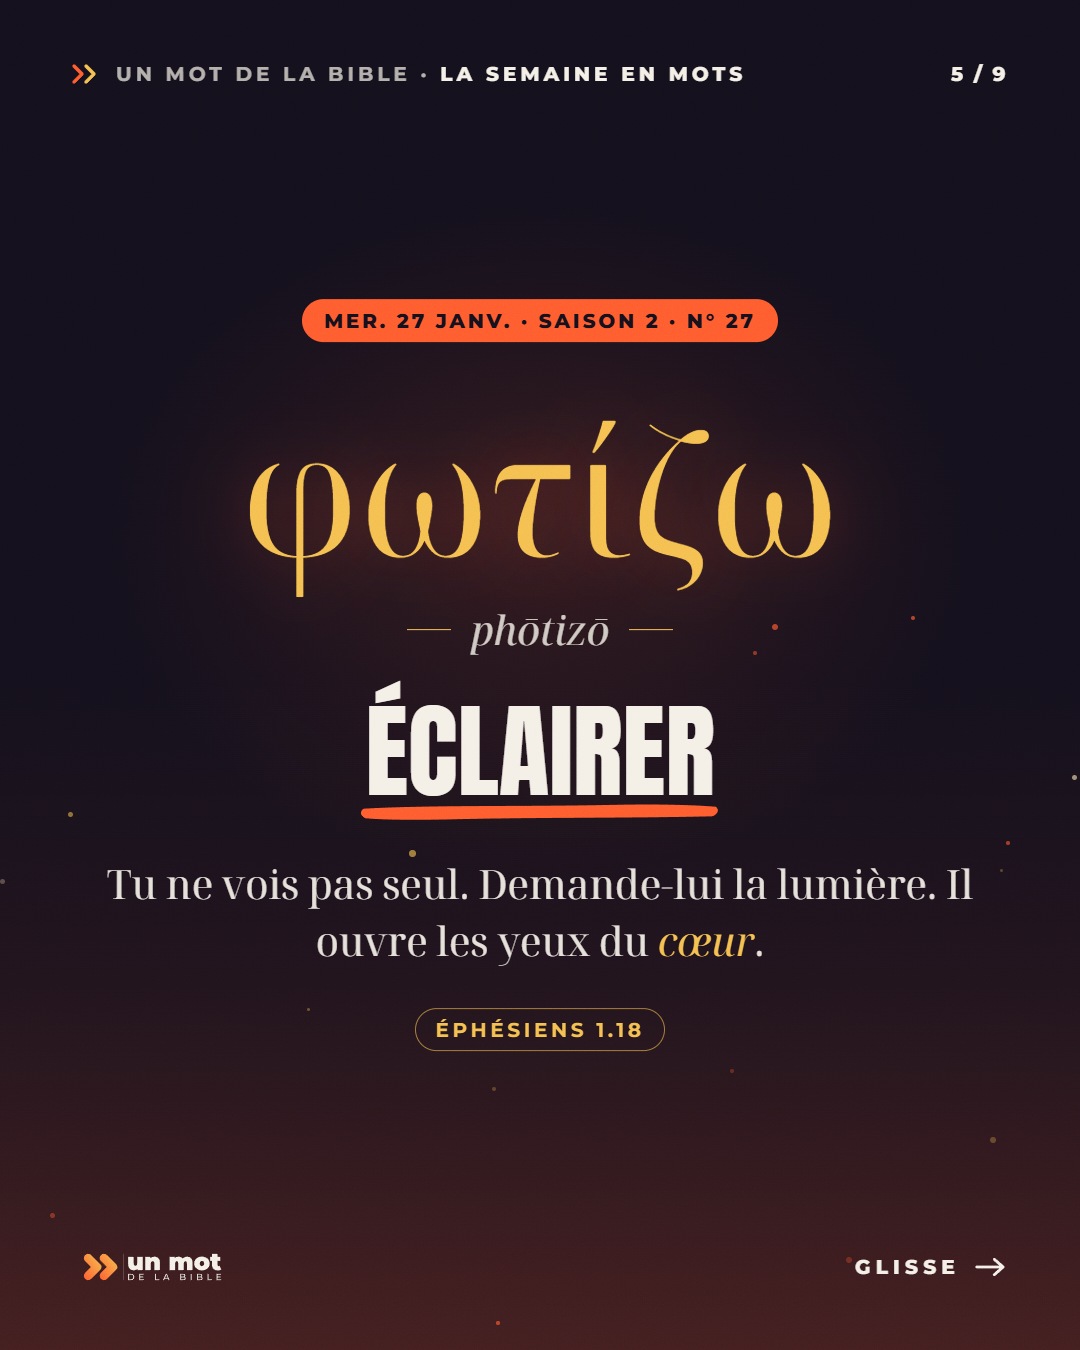 UN MOT DE LA BIBLE · LA SEMAINE EN MOTS
5 / 9
MER. 27 JANV. · SAISON 2 · N° 27
φωτίζω
phōtizō
ÉCLAIRER
Tu ne vois pas seul. Demande-lui la lumière. Il
ouvre les yeux du cœur.
ÉPHÉSIENS 1.18
un mot
DE LA BIBLE
GLISSE →